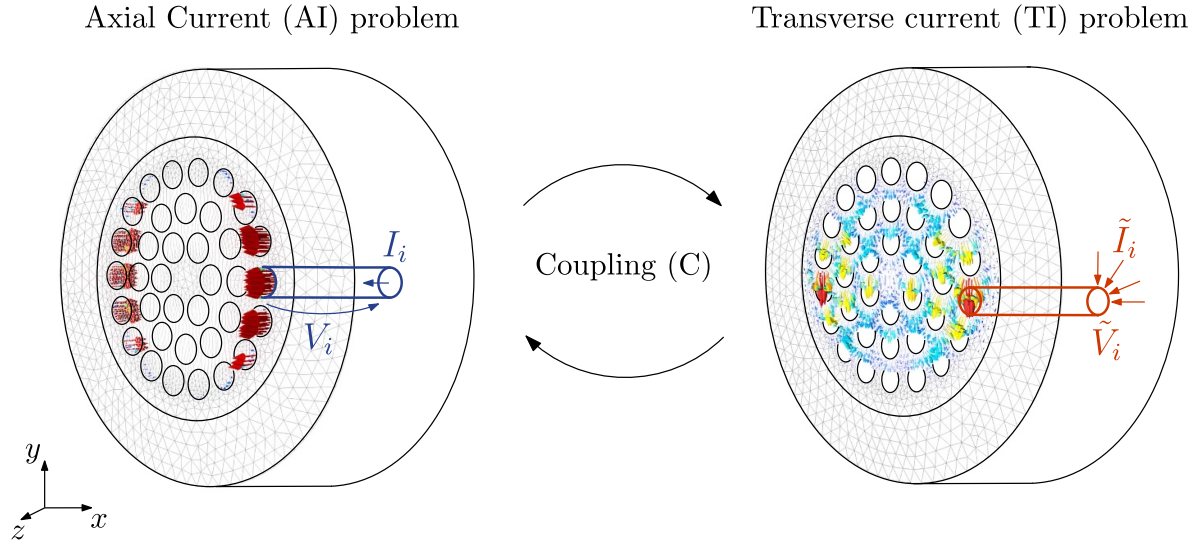 Axial Current (AI) problem
Transverse current (TI) problem
I_i
V_i
Coupling (C)
Ĩ_i
Ṽ_i
y
x
z